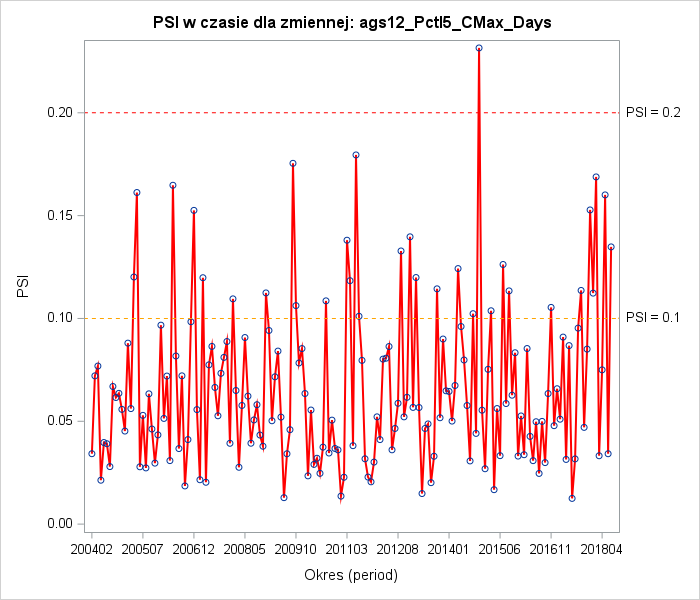 PSI w czasie dla zmiennej: ags12_Pctl5_CMax_Days
0.20
PSI = 0.2
0.15
PSI
0.10
PSI = 0.1
0.05
0.00
200402 200507 200612 200805 200910 201103 201208 201401 201506 201611 201804
Okres (period)